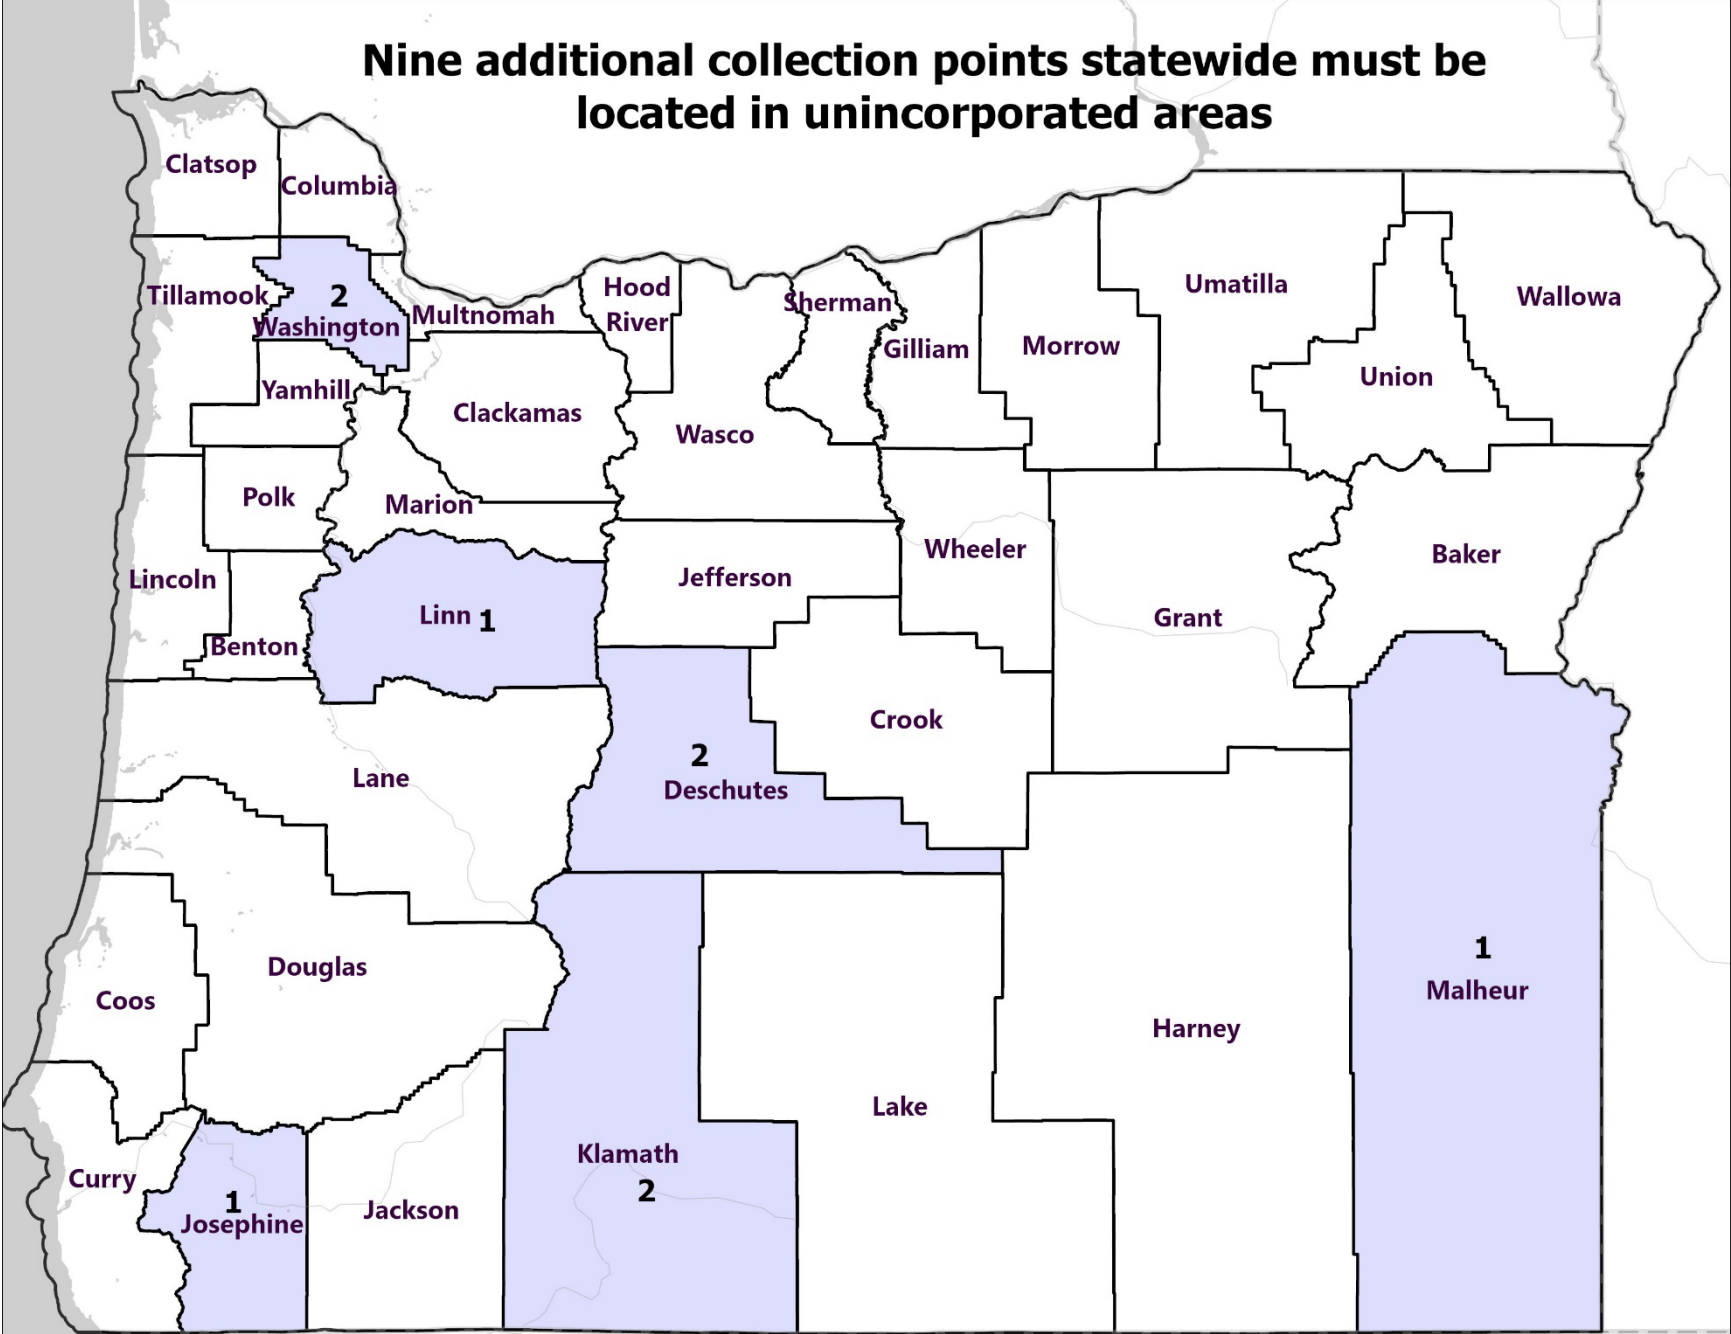 Nine additional collection points statewide must be
located in unincorporated areas
Clatsop
Columbia
Tillamook
2
Washington
Multnomah
Hood
River
Sherman
Gilliam
Morrow
Umatilla
Wallowa
Union
Yamhill
Clackamas
Wasco
Polk
Marion
Wheeler
Baker
Lincoln
Linn 1
Jefferson
Grant
Benton
Crook
2
Deschutes
Lane
1
Malheur
Douglas
Coos
Harney
Lake
Klamath
2
Curry
1
Josephine
Jackson